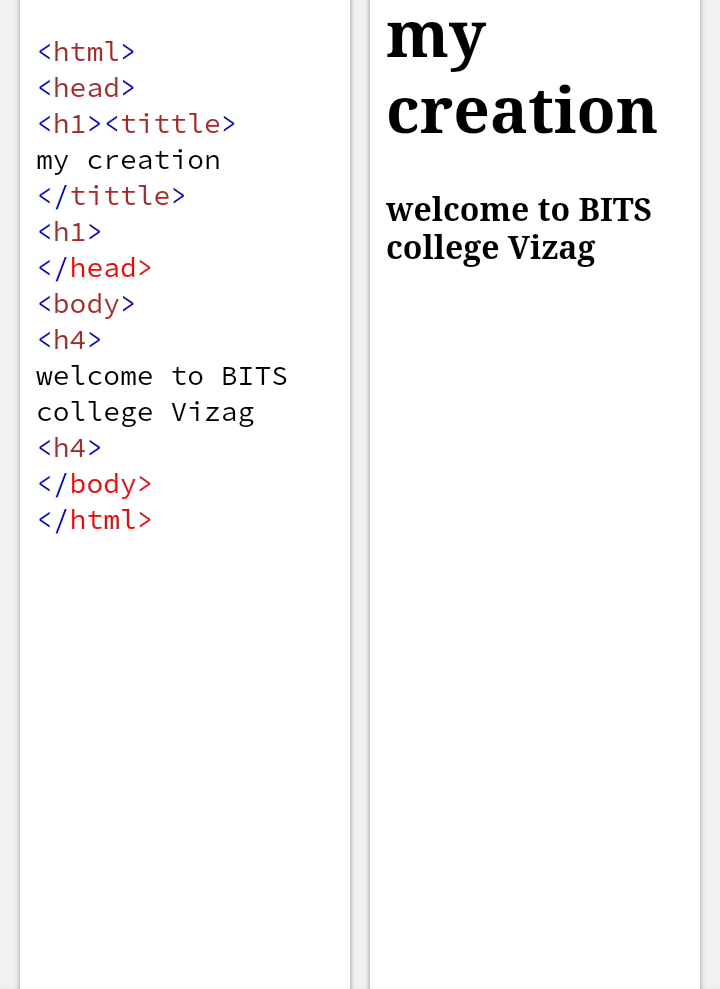 <html>
<head>
<h1><tittle>
my creation
</tittle>
<h1>
</head>
<body>
<h4>
welcome to BITS
college Vizag
<h4>
</body>
</html>
my
creation
welcome to BITS
college Vizag